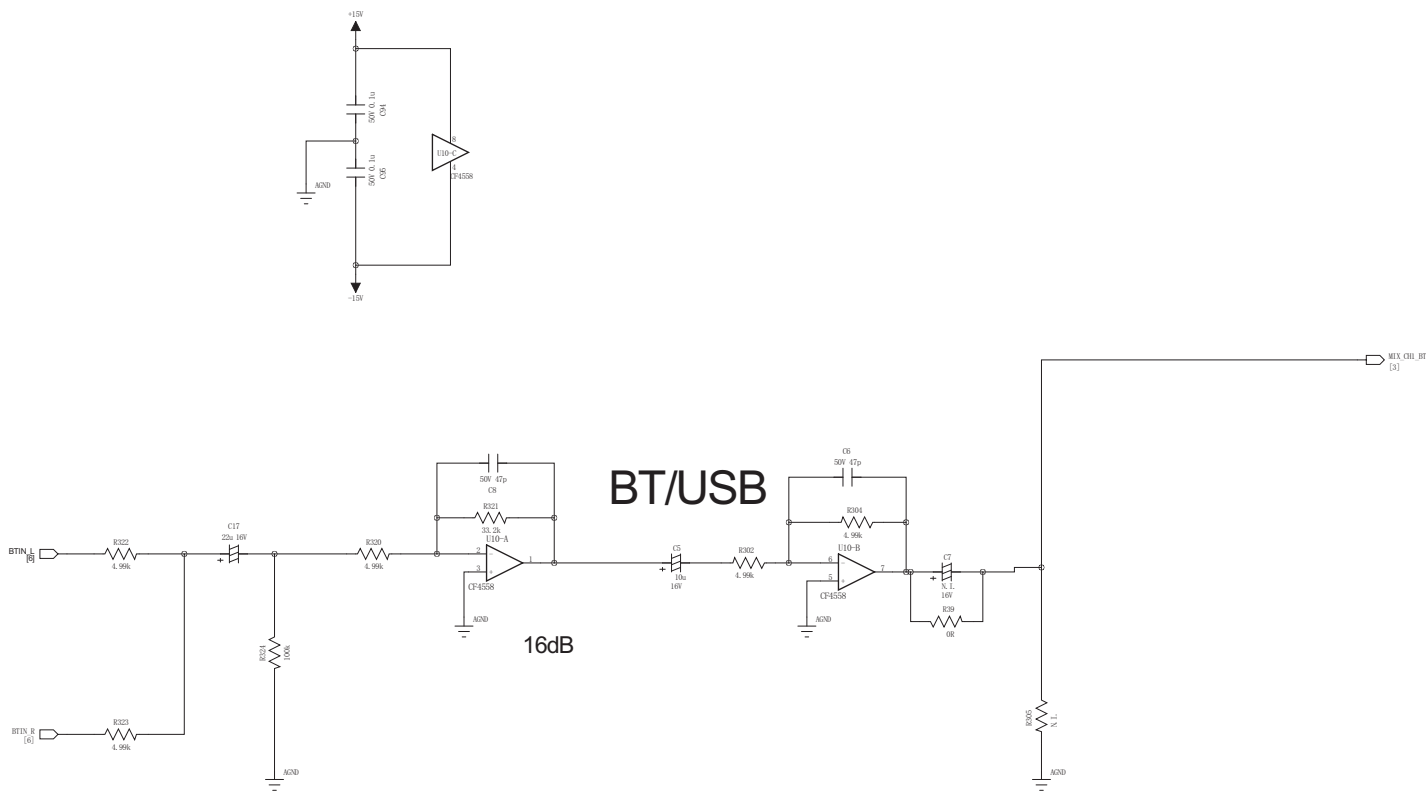 +15V
50V 0.1u
C94
8
U10-C
4
CF4558
50V 0.1u
C95
AGND
-15V
MIX_CH1_BT
[3]
C6
50V 47p
50V 47p
C8
BT/USB
R321
33.2k
R304
4.99k
C17
22u 16V
U10-A
U10-B
BTIN_L
[6]
R322
4.99k
+
R320
4.99k
2
-
3
+
1
CF4558
C5
+
10u
16V
R302
4.99k
6
-
5
+
7
CF4558
C7
+
N.I.
16V
R39
0R
AGND
AGND
16dB
R324
100k
R323
4.99k
BTIN_R
[6]
R305
N.I.
AGND
AGND